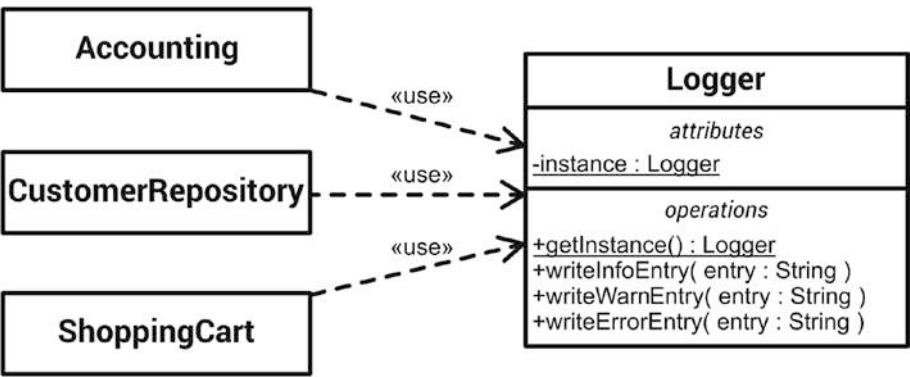 Accounting
«use»
CustomerRepository
«use»
ShoppingCart
«use»
Logger
attributes
-instance : Logger
operations
+getInstance() : Logger
+writeInfoEntry( entry : String )
+writeWarnEntry( entry : String )
+writeErrorEntry( entry : String )